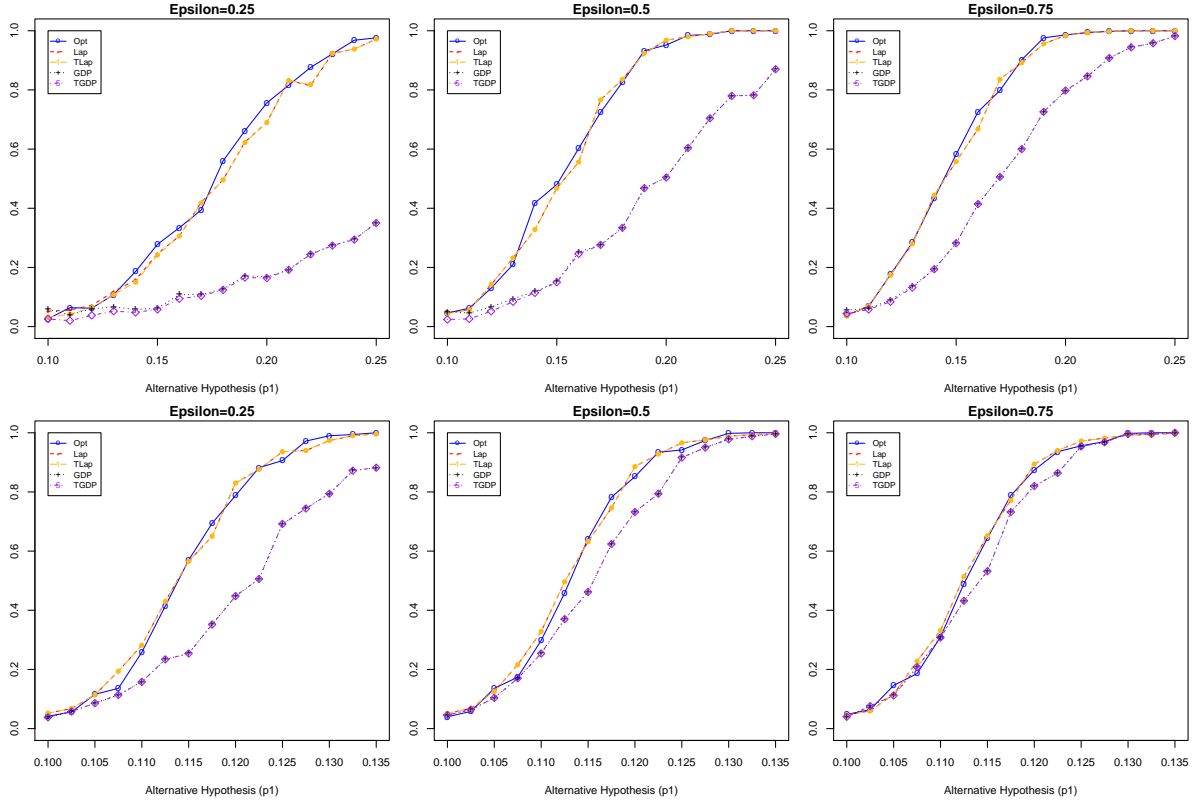 Epsilon=0.25
1.0
0.8
0.6
0.4
0.2
0.0
Opt
Lap
TLap
GDP
TGDP
0.10
0.15
0.20
0.25
Alternative Hypothesis (p1)
Epsilon=0.5
1.0
0.8
0.6
0.4
0.2
0.0
Opt
Lap
TLap
GDP
TGDP
0.10
0.15
0.20
0.25
Alternative Hypothesis (p1)
Epsilon=0.75
1.0
0.8
0.6
0.4
0.2
0.0
Opt
Lap
TLap
GDP
TGDP
0.10
0.15
0.20
0.25
Alternative Hypothesis (p1)
Epsilon=0.25
1.0
0.8
0.6
0.4
0.2
0.0
Opt
Lap
TLap
GDP
TGDP
0.100
0.105
0.110
0.115
0.120
0.125
0.130
0.135
Alternative Hypothesis (p1)
Epsilon=0.5
1.0
0.8
0.6
0.4
0.2
0.0
Opt
Lap
TLap
GDP
TGDP
0.100
0.105
0.110
0.115
0.120
0.125
0.130
0.135
Alternative Hypothesis (p1)
Epsilon=0.75
1.0
0.8
0.6
0.4
0.2
0.0
Opt
Lap
TLap
GDP
TGDP
0.100
0.105
0.110
0.115
0.120
0.125
0.130
0.135
Alternative Hypothesis (p1)